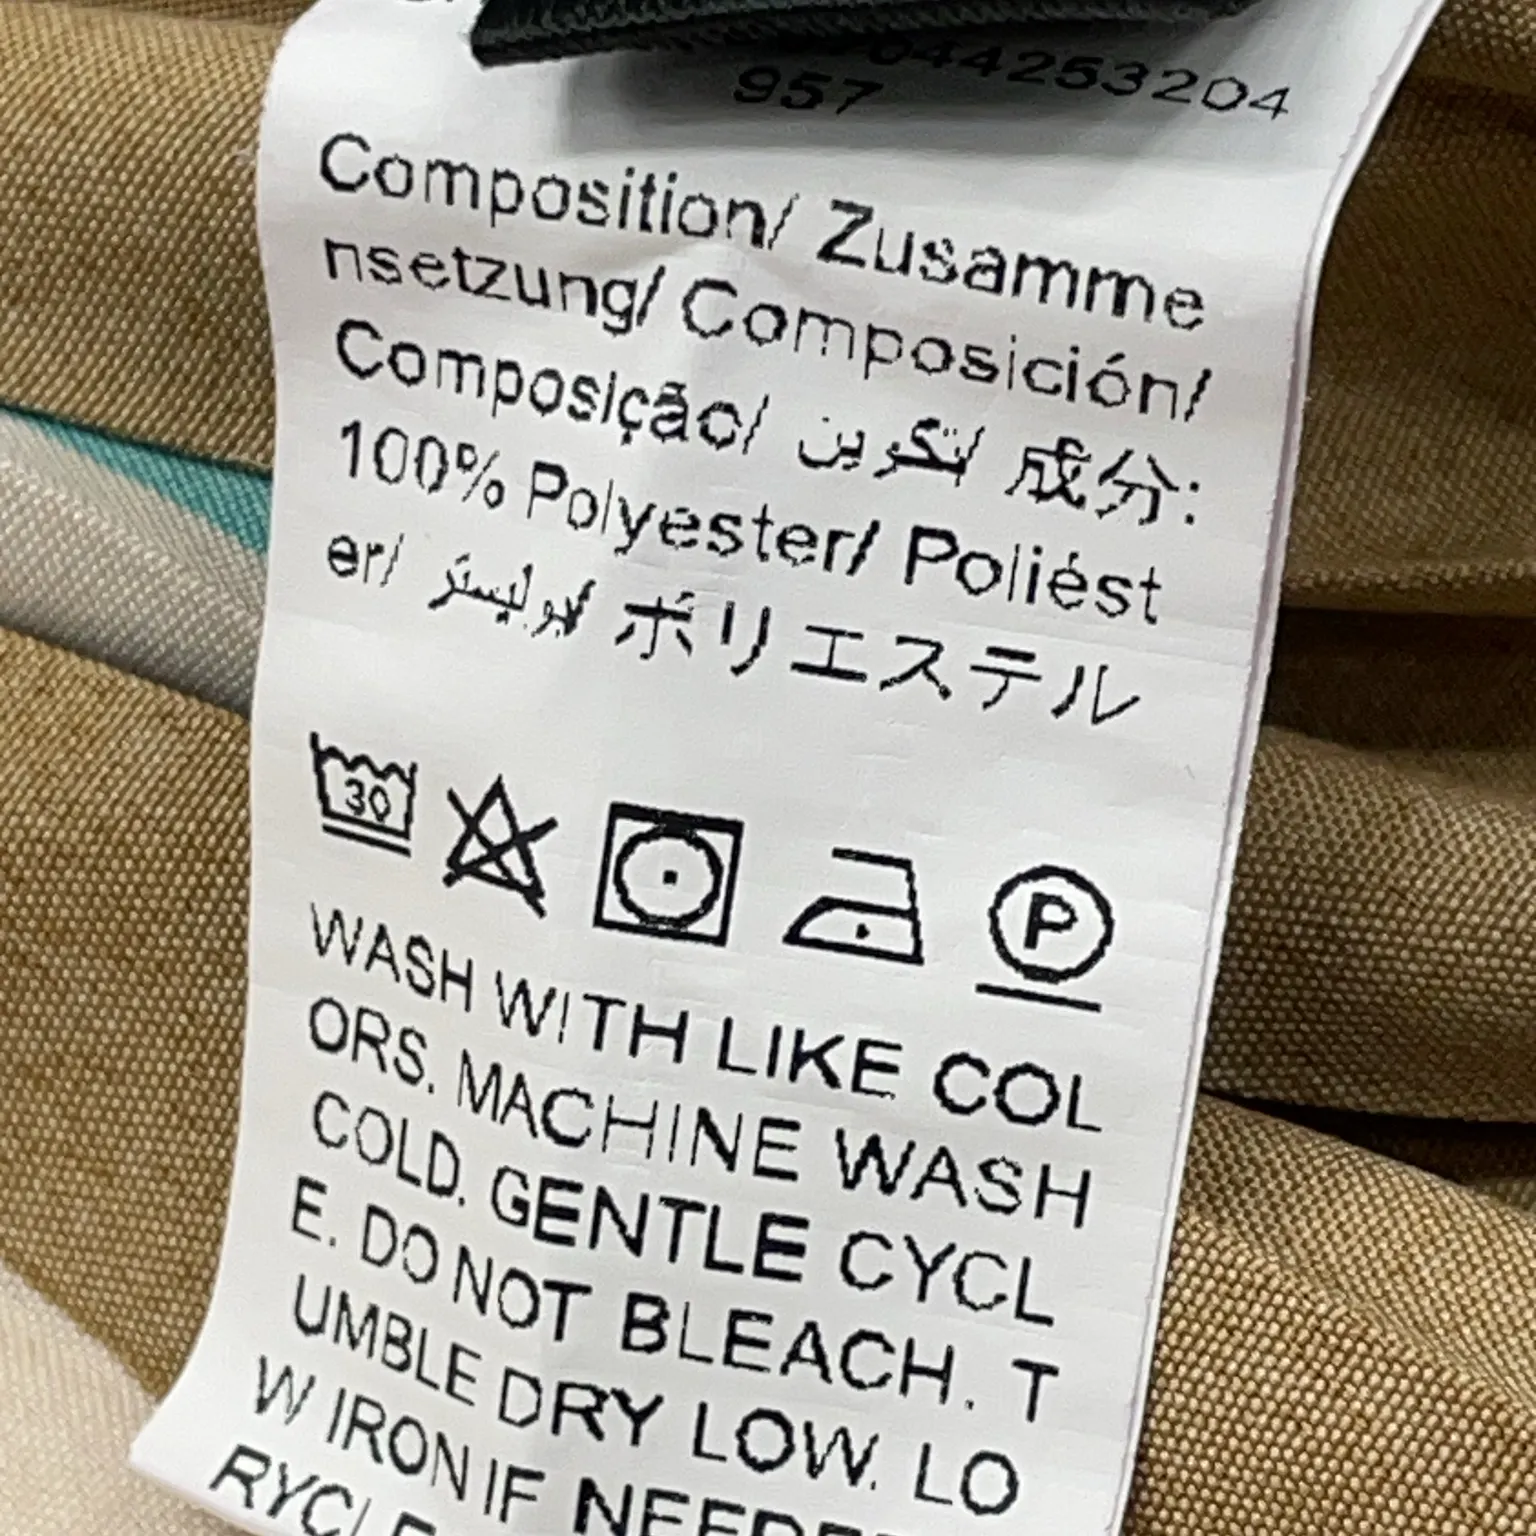 957
Composition/ Zusamme
nsetzung/ Composición/
Composição/ تكوين/ 成分:
100% Polyester/ Poliést
er/ بوليستر/ ポリエステル
30
P
WASH WITH LIKE COL
ORS. MACHINE WASH
COLD. GENTLE CYCL
E. DO NOT BLEACH. T
UMBLE DRY LOW. LO
W IRON IF